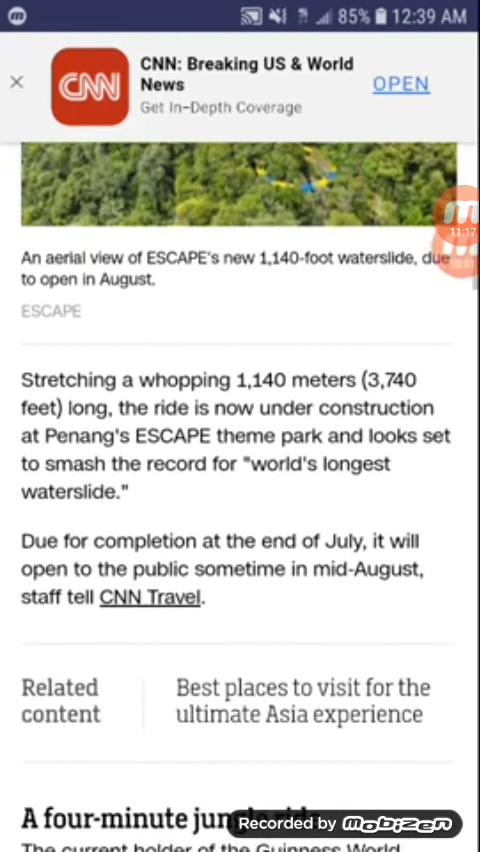 85% 12:39 AM
CNN: Breaking US & World
News
Get In-Depth Coverage
OPEN
CNN
11:17
An aerial view of ESCAPE's new 1,140-foot waterslide, due
to open in August.
ESCAPE
Stretching a whopping 1,140 meters (3,740
feet) long, the ride is now under construction
at Penang's ESCAPE theme park and looks set
to smash the record for "world's longest
waterslide."
Due for completion at the end of July, it will
open to the public sometime in mid-August,
staff tell CNN Travel.
Related
content
Best places to visit for the
ultimate Asia experience
A four-minute jungle ride
Recorded by Mobizen
The current holder of the Guinness World